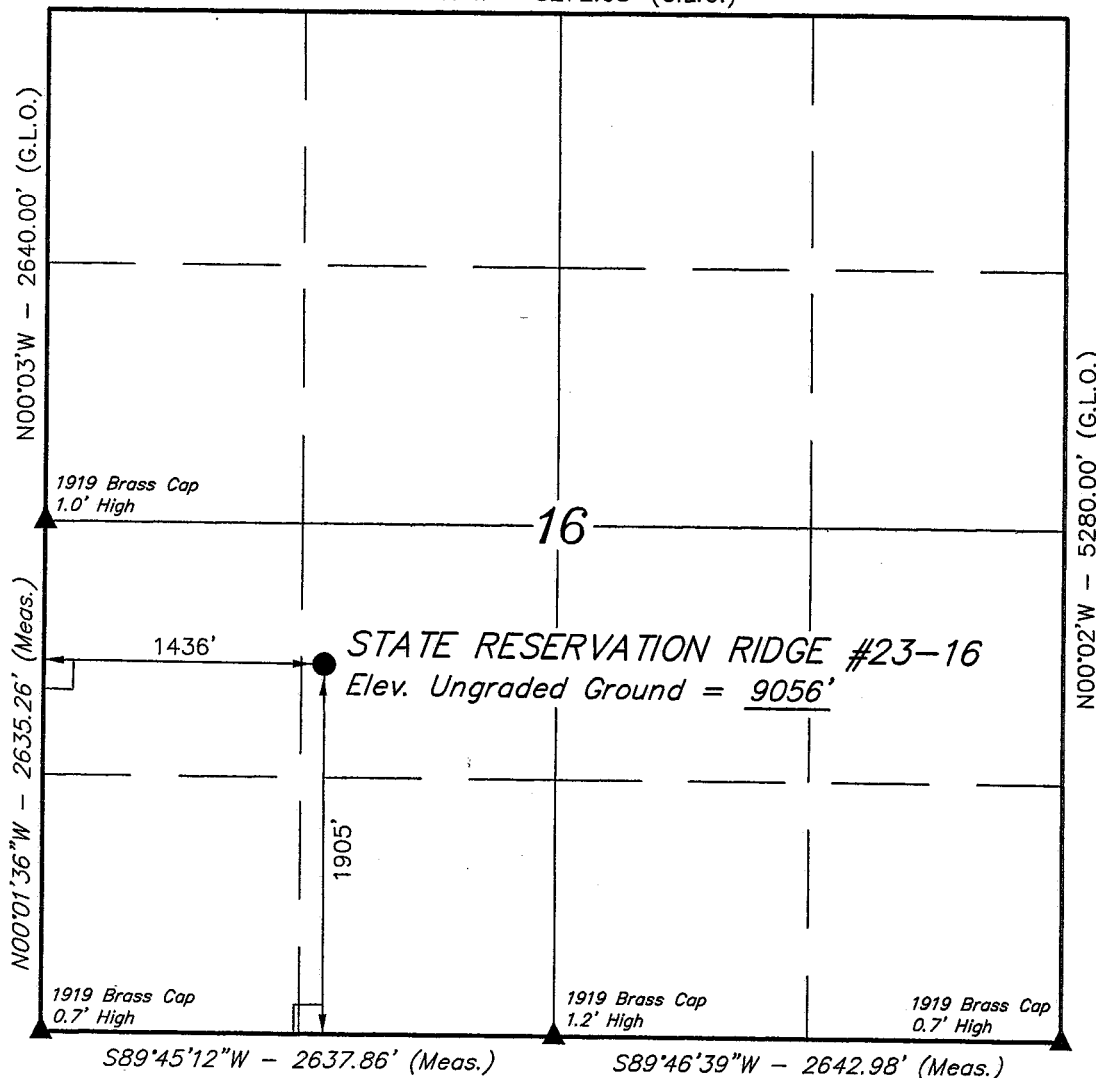 (G.L.O.)
N00°03'W - 2640.00' (G.L.O.)
1919 Brass Cap
1.0' High
16
N00°02'W - 5280.00' (G.L.O.)
1436'
STATE RESERVATION RIDGE #23-16
Elev. Ungraded Ground = 9056'
N00°01'36"W - 2635.26' (Meas.)
1905'
1919 Brass Cap
0.7' High
1919 Brass Cap
1.2' High
1919 Brass Cap
0.7' High
S89°45'12"W - 2637.86' (Meas.)
S89°46'39"W - 2642.98' (Meas.)